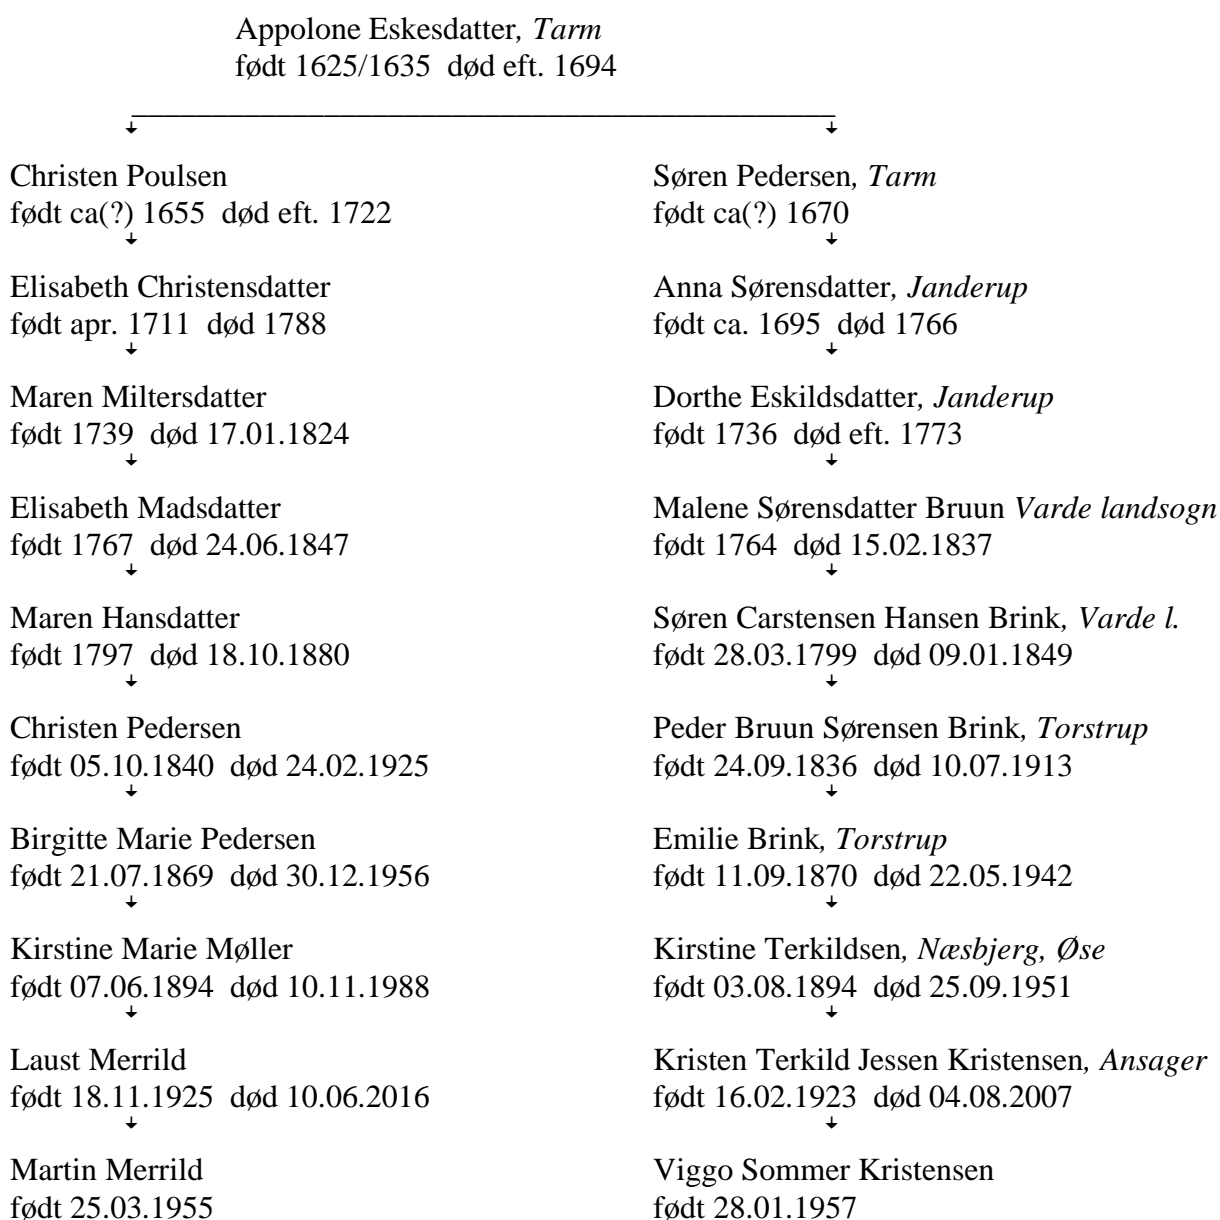 Appolone Eskesdatter, Tarm
født 1625/1635 død eft. 1694
Christen Poulsen
født ca(?) 1655 død eft. 1722
Søren Pedersen, Tarm
født ca(?) 1670
Elisabeth Christensdatter
født apr. 1711 død 1788
Anna Sørensdatter, Janderup
født ca. 1695 død 1766
Maren Miltersdatter
født 1739 død 17.01.1824
Dorthe Eskildsdatter, Janderup
født 1736 død eft. 1773
Elisabeth Madsdatter
født 1767 død 24.06.1847
Malene Sørensdatter Bruun Varde landsogn
født 1764 død 15.02.1837
Maren Hansdatter
født 1797 død 18.10.1880
Søren Carstensen Hansen Brink, Varde l.
født 28.03.1799 død 09.01.1849
Christen Pedersen
født 05.10.1840 død 24.02.1925
Peder Bruun Sørensen Brink, Torstrup
født 24.09.1836 død 10.07.1913
Birgitte Marie Pedersen
født 21.07.1869 død 30.12.1956
Emilie Brink, Torstrup
født 11.09.1870 død 22.05.1942
Kirstine Marie Møller
født 07.06.1894 død 10.11.1988
Kirstine Terkildsen, Næsbjerg, Øse
født 03.08.1894 død 25.09.1951
Laust Merrild
født 18.11.1925 død 10.06.2016
Kristen Terkild Jessen Kristensen, Ansager
født 16.02.1923 død 04.08.2007
Martin Merrild
født 25.03.1955
Viggo Sommer Kristensen
født 28.01.1957